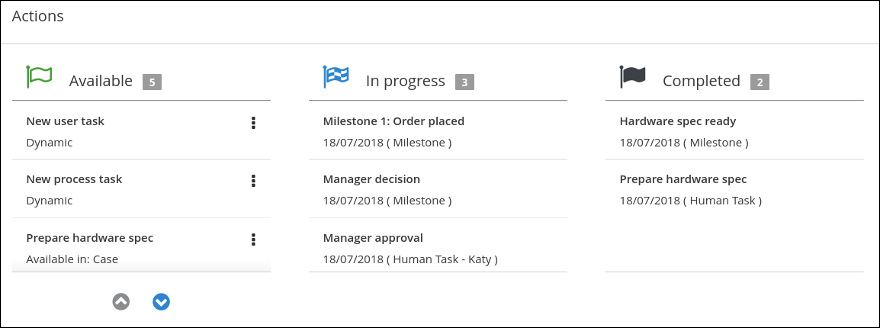 Actions
Available 5
New user task
Dynamic
New process task
Dynamic
Prepare hardware spec
Available in: Case
In progress 3
Milestone 1: Order placed
18/07/2018 ( Milestone )
Manager decision
18/07/2018 ( Milestone )
Manager approval
18/07/2018 ( Human Task - Katy )
Completed 2
Hardware spec ready
18/07/2018 ( Milestone )
Prepare hardware spec
18/07/2018 ( Human Task )